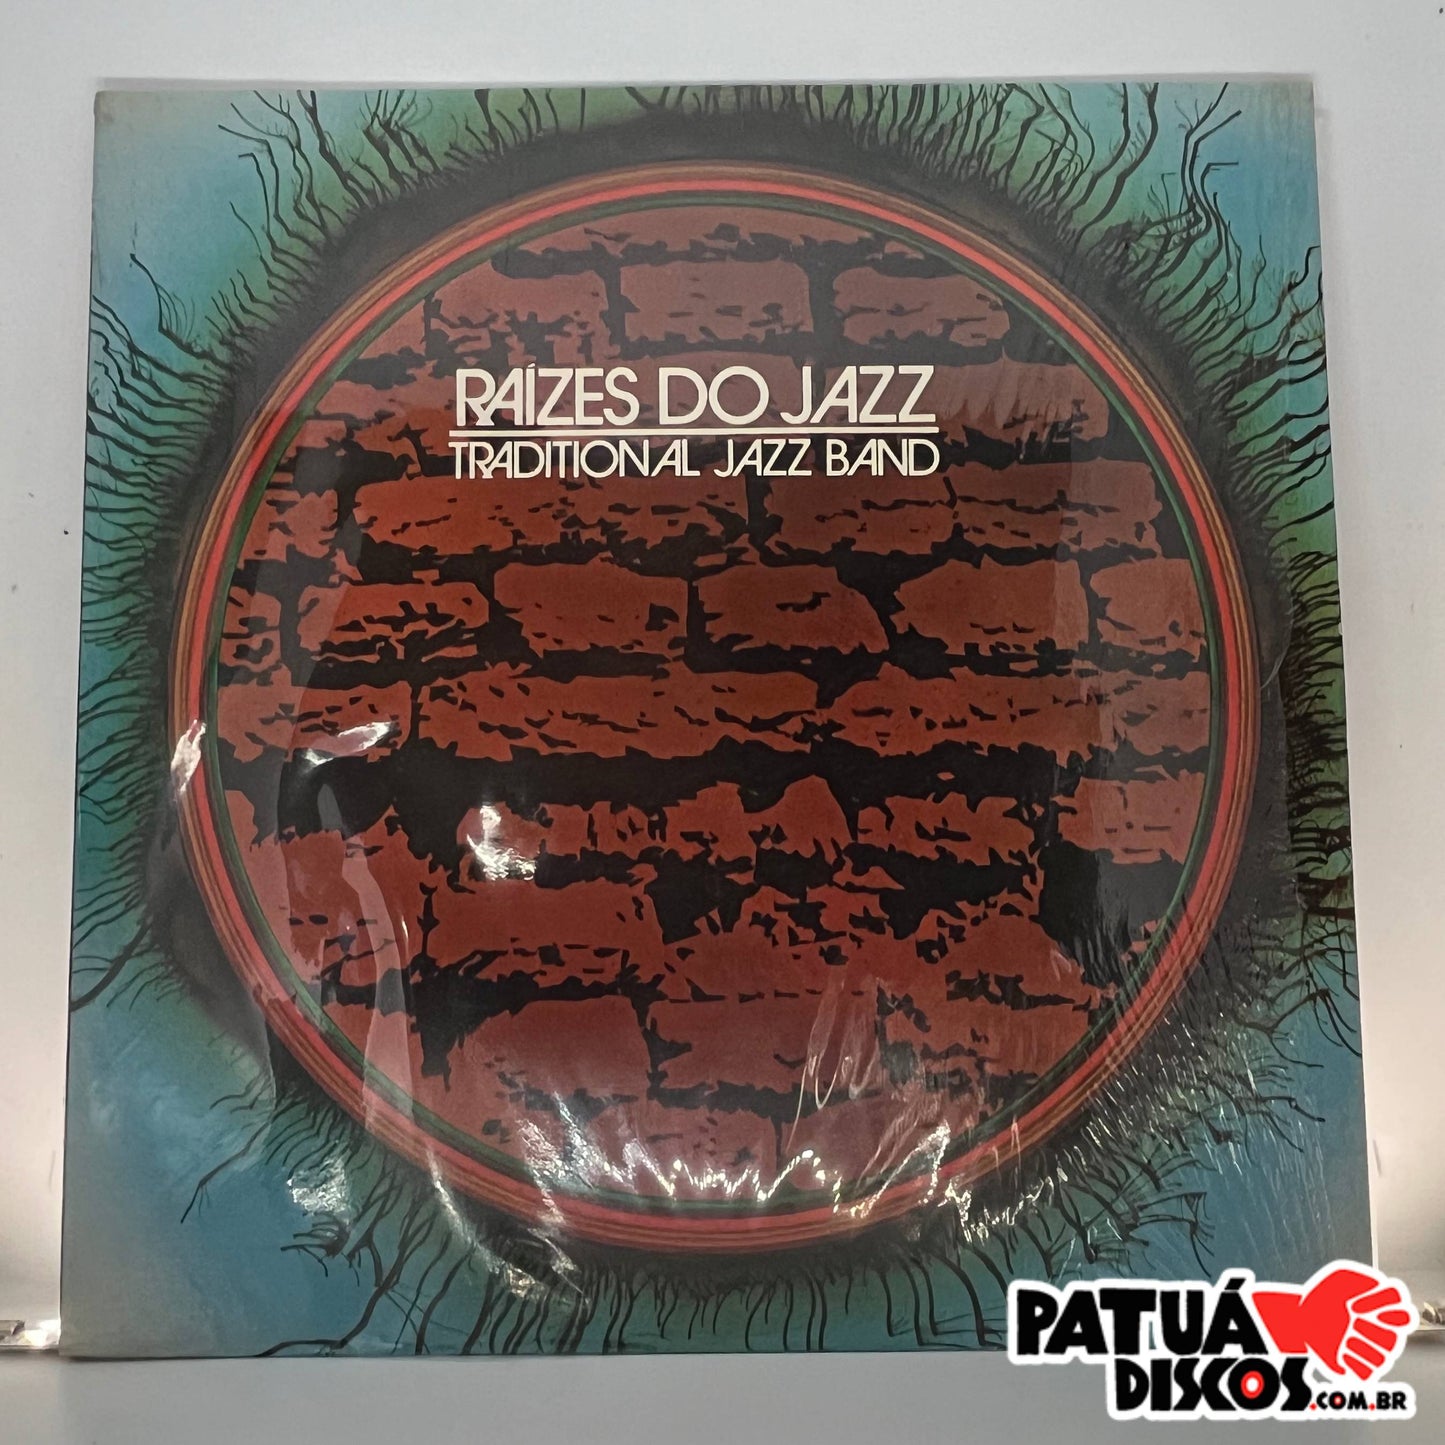 RAÍZES DO JAZZ
TRADITIONAL JAZZ BAND
PATUÁ
DISCOS.COM.BR